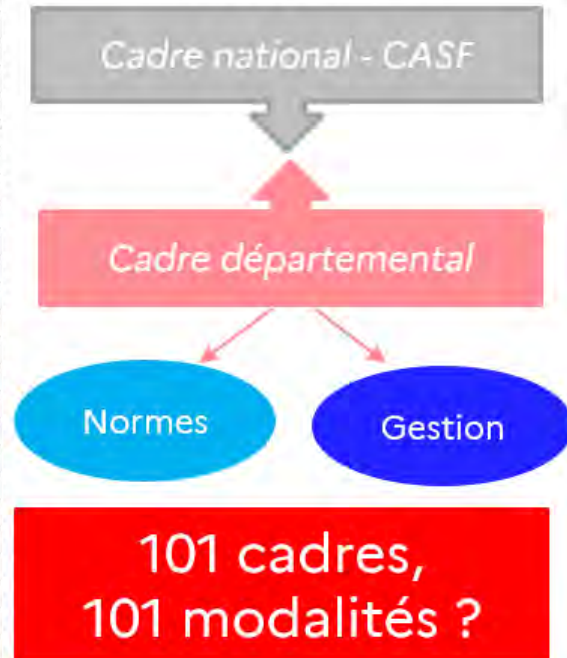 Cadre national - CASF
Cadre départemental
Normes
Gestion
101 cadres,
101 modalités ?